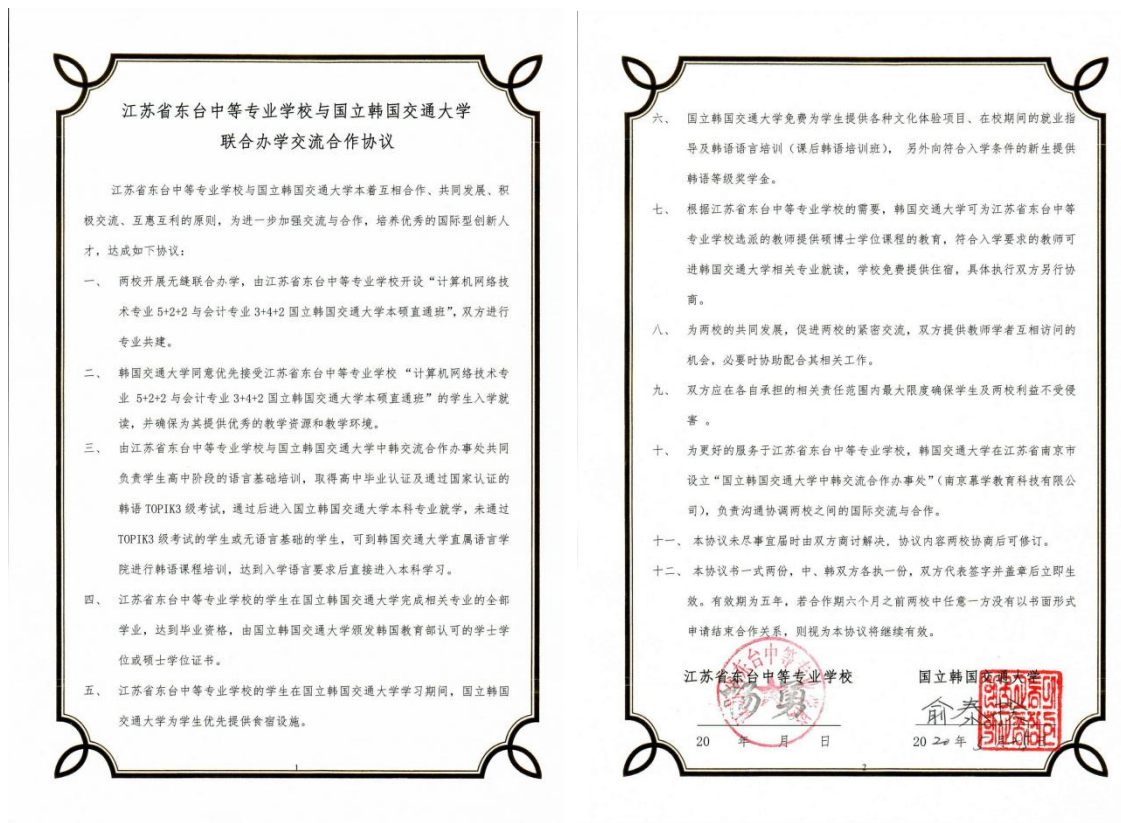 江苏省东台中等专业学校与国立韩国交通大学
联合办学交流合作协议
江苏省东台中等专业学校与国立韩国交通大学本着互相合作、共同发展、积
极交流、互惠互利的原则，为进一步加强交流与合作，培养优秀的国际型创新人
才，达成如下协议：
一、 两校开展无缝联合办学，由江苏省东台中等专业学校开设“计算机网络技
术专业 5+2+2 与会计专业 3+4+2 国立韩国交通大学本硕直通班”，双方进行
专业共建。
二、 韩国交通大学同意优先接受江苏省东台中等专业学校 “计算机网络技术专
业 5+2+2 与会计专业 3+4+2 国立韩国交通大学本硕直通班”的学生入学就
读，并确保为其提供优秀的教学资源和教学环境。
三、 由江苏省东台中等专业学校与国立韩国交通大学中韩交流合作办事处共同
负责学生高中阶段的语言基础培训，取得高中毕业认证及通过国家认证的
韩语 TOPIK3 级考试，通过后进入国立韩国交通大学本科专业就学，未通过
TOPIK3 级考试的学生或无语言基础的学生，可到韩国交通大学直属语言学
院进行韩语课程培训，达到入学语言要求后直接进入本科学习。
四、 江苏省东台中等专业学校的学生在国立韩国交通大学完成相关专业的全部
学业，达到毕业资格，由国立韩国交通大学颁发韩国教育部认可的学士学
位或硕士学位证书。
五、 江苏省东台中等专业学校的学生在国立韩国交通大学学习期间，国立韩国
交通大学为学生优先提供食宿设施。
1
六、 国立韩国交通大学免费为学生提供各种文化体验项目、在校期间的就业指
导及韩语语言培训（课后韩语培训班）， 另外向符合入学条件的新生提供
韩语等级奖学金。
七、 根据江苏省东台中等专业学校的需要，韩国交通大学可为江苏省东台中等
专业学校选派的教师提供硕博士学位课程的教育，符合入学要求的教师可
进韩国交通大学相关专业就读，学校免费提供住宿，具体执行双方另行协
商。
八、 为两校的共同发展，促进两校的紧密交流，双方提供教师学者互相访问的
机会，必要时协助配合其相关工作。
九、 双方应在各自承担的相关责任范围内最大限度确保学生及两校利益不受侵
害 。
十、 为更好的服务于江苏省东台中等专业学校，韩国交通大学在江苏省南京市
设立“国立韩国交通大学中韩交流合作办事处”（南京慕学教育科技有限公
司），负责沟通协调两校之间的国际交流与合作。
十一、 本协议未尽事宜届时由双方商讨解决，协议内容两校协商后可修订。
十二、 本协议书一式两份，中、韩双方各执一份，双方代表签字并盖章后立即生
效。有效期为五年，若合作期六个月之前两校中任意一方没有以书面形式
申请结束合作关系，则视为本协议将继续有效。
江苏省东台中等专业学校 国立韩国交通大学
20 年 月 日 2020 年 月 日
2